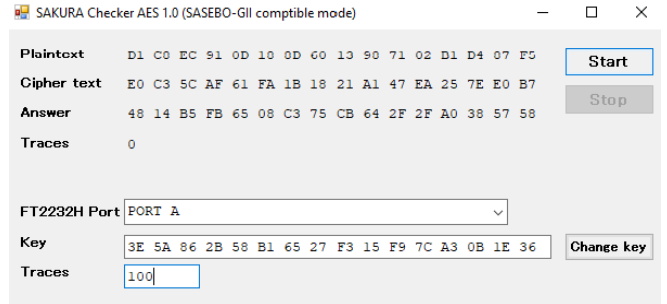 SAKURA Checker AES 1.0 (SASEBO-GII comptible mode)
Plaintext D1 C0 EC 91 0D 10 0D 60 13 90 71 02 B1 D4 07 F5
Start
Cipher text E0 C3 5C AF 61 FA 1B 18 21 A1 47 EA 25 7E E0 B7
Stop
Answer 48 14 B5 FB 65 08 C3 75 CB 64 2F 2F A0 38 57 58
Traces 0
FT2232H Port PORT A
Key 3E 5A 86 2B 58 B1 65 27 F3 15 F9 7C A3 0B 1E 36 Change key
Traces 100